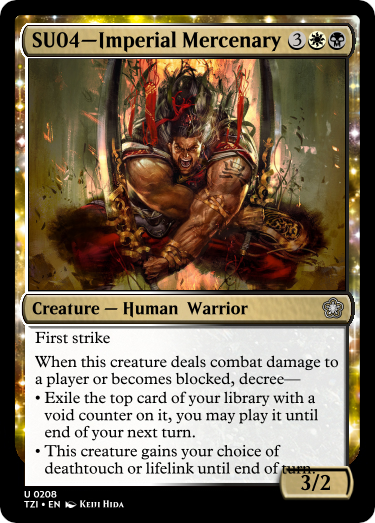 SU04—Imperial Mercenary 3
Creature — Human Warrior
First strike
When this creature deals combat damage to
a player or becomes blocked, decree—
• Exile the top card of your library with a
void counter on it, you may play it until
end of your next turn.
• This creature gains your choice of
deathtouch or lifelink until end of turn.
3/2
U 0208
TZI • EN Keiji Hida